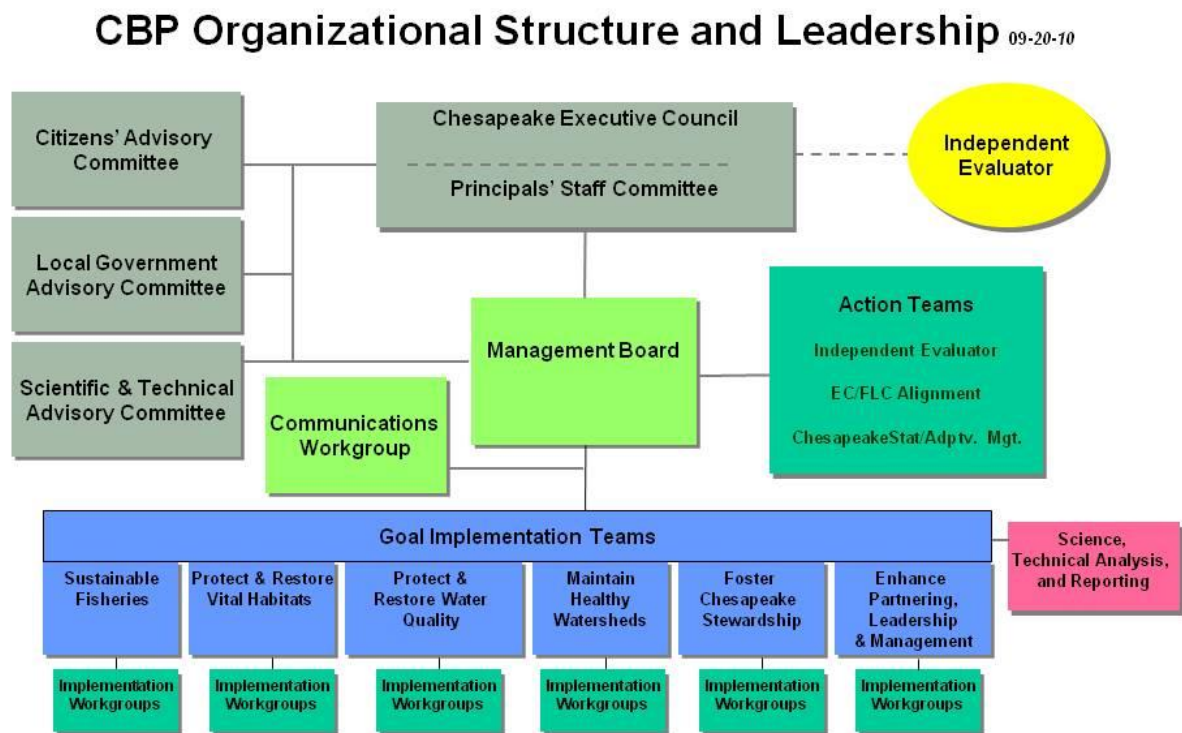 CBP Organizational Structure and Leadership 09-20-10
Citizens' Advisory
Committee
Local Government
Advisory Committee
Scientific & Technical
Advisory Committee
Chesapeake Executive Council
Principals' Staff Committee
Independent
Evaluator
Management Board
Communications
Workgroup
Action Teams
Independent Evaluator
EC/FLC Alignment
ChesapeakeStat/Adptv. Mgt.
Goal Implementation Teams
Sustainable
Fisheries
Protect & Restore
Vital Habitats
Protect &
Restore Water
Quality
Maintain
Healthy
Watersheds
Foster
Chesapeake
Stewardship
Enhance
Partnering,
Leadership
& Management
Science,
Technical Analysis,
and Reporting
Implementiation
Workgroups
Implementation
Workgroups
Implementation
Workgroups
Implementation
Workgroups
Implementation
Workgroups
Implementation
Workgroups